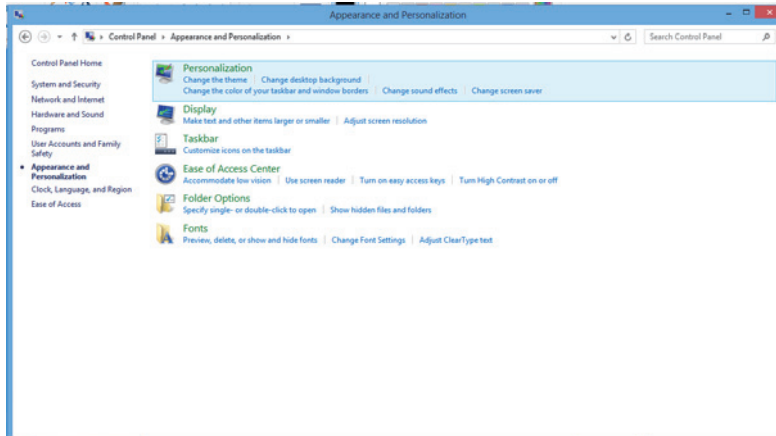 Appearance and Personalization
Control Panel › Appearance and Personalization ›
Search Control Panel
Control Panel Home
System and Security
Network and Internet
Hardware and Sound
Programs
User Accounts and Family
Safety
Appearance and
Personalization
Clock, Language, and Region
Ease of Access
Personalization
Change the theme | Change desktop background
Change the color of your taskbar and window borders | Change sound effects | Change screen saver
Display
Make text and other items larger or smaller | Adjust screen resolution
Taskbar
Customize icons on the taskbar
Ease of Access Center
Accommodate low vision | Use screen reader | Turn on easy access keys | Turn High Contrast on or off
Folder Options
Specify single- or double-click to open | Show hidden files and folders
Fonts
Preview, delete, or show and hide fonts | Change Font Settings | Adjust ClearType text